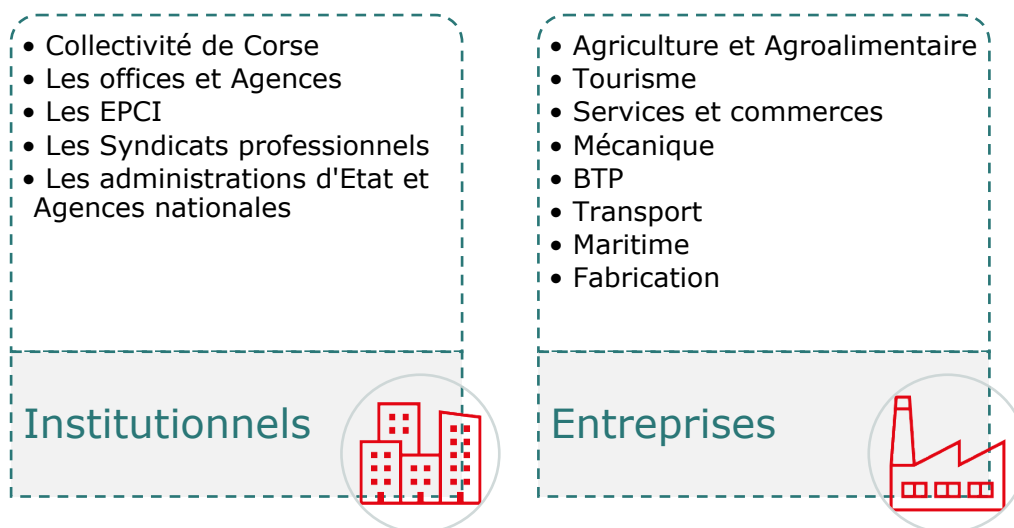 • Collectivité de Corse
• Les offices et Agences
• Les EPCI
• Les Syndicats professionnels
• Les administrations d'Etat et
Agences nationales
Institutionnels
• Agriculture et Agroalimentaire
• Tourisme
• Services et commerces
• Mécanique
• BTP
• Transport
• Maritime
• Fabrication
Entreprises